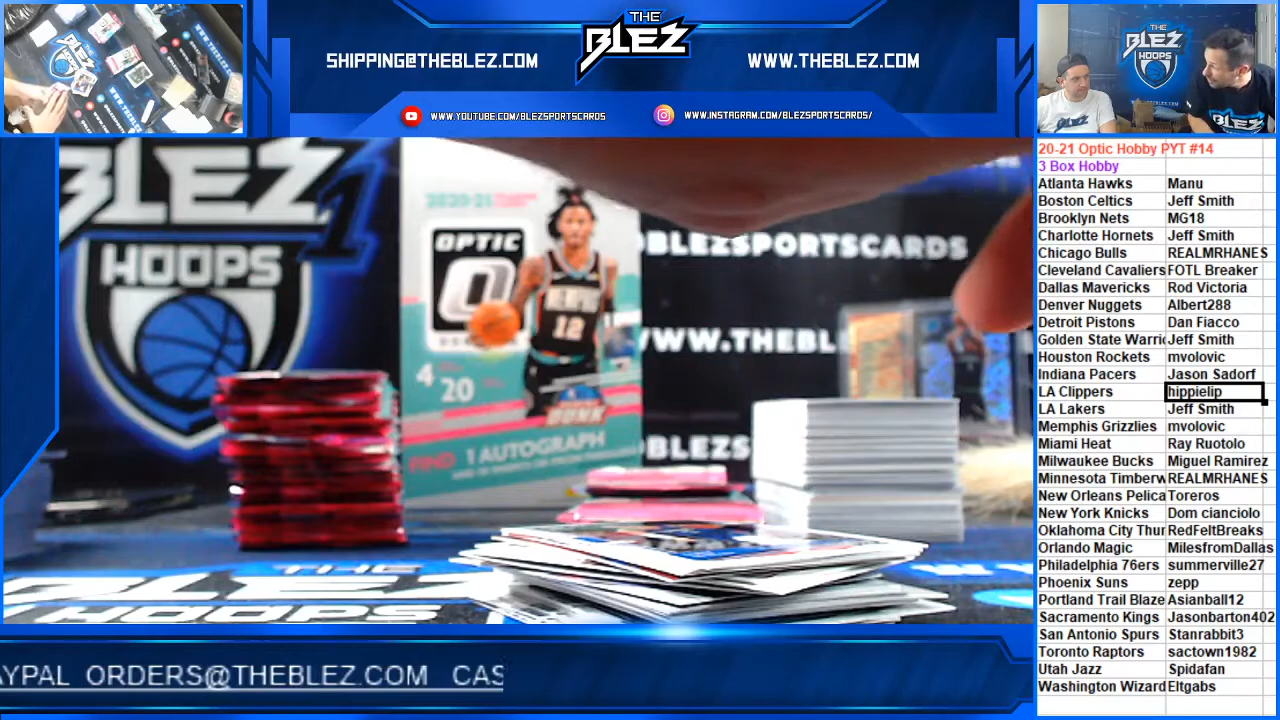 SHIPPING@THEBLEZ.COM
THE
BLEZ
WWW.THEBLEZ.COM
WWW.YOUTUBE.COM/BLEZSPORTSCARDS
WWW.INSTAGRAM.COM/BLEZSPORTSCARDS/
BLEZ
HOOPS
BLEZ
HOOPS
2020-21
OPTIC
MEMPHIS
12
4
20
DUNK
FIND 1 AUTOGRAPH
@BLEZSPORTSCARDS
WWW.THEBL
BLEZS
THE
BLEZ
HOOPS
AYPAL ORDERS@THEBLEZ.COM CAS
20-21 Optic Hobby PYT #14
3 Box Hobby
Atlanta Hawks Manu
Boston Celtics Jeff Smith
Brooklyn Nets MG18
Charlotte Hornets Jeff Smith
Chicago Bulls REALMRHANES
Cleveland Cavaliers FOTL Breaker
Dallas Mavericks Rod Victoria
Denver Nuggets Albert288
Detroit Pistons Dan Fiacco
Golden State Warri Jeff Smith
Houston Rockets mvolovic
Indiana Pacers Jason Sadorf
LA Clippers hippielip
LA Lakers Jeff Smith
Memphis Grizzlies mvolovic
Miami Heat Ray Ruotolo
Milwaukee Bucks Miguel Ramirez
Minnesota Timberw REALMRHANES
New Orleans Pelica Toreros
New York Knicks Dom cianciolo
Oklahoma City Thur RedFeltBreaks
Orlando Magic MilesfromDallas
Philadelphia 76ers summerville27
Phoenix Suns zepp
Portland Trail Blaze Asianball12
Sacramento Kings Jasonbarton402
San Antonio Spurs Stanrabbit3
Toronto Raptors sactown1982
Utah Jazz Spidafan
Washington Wizard Eltgabs